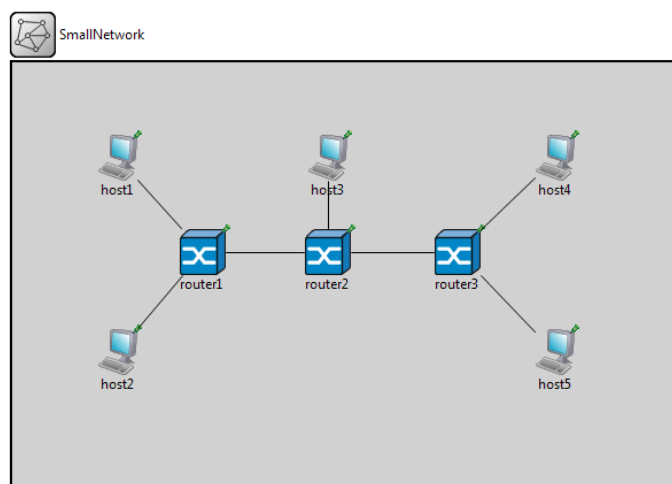 SmallNetwork
host1
host3
host4
router1
router2
router3
host2
host5